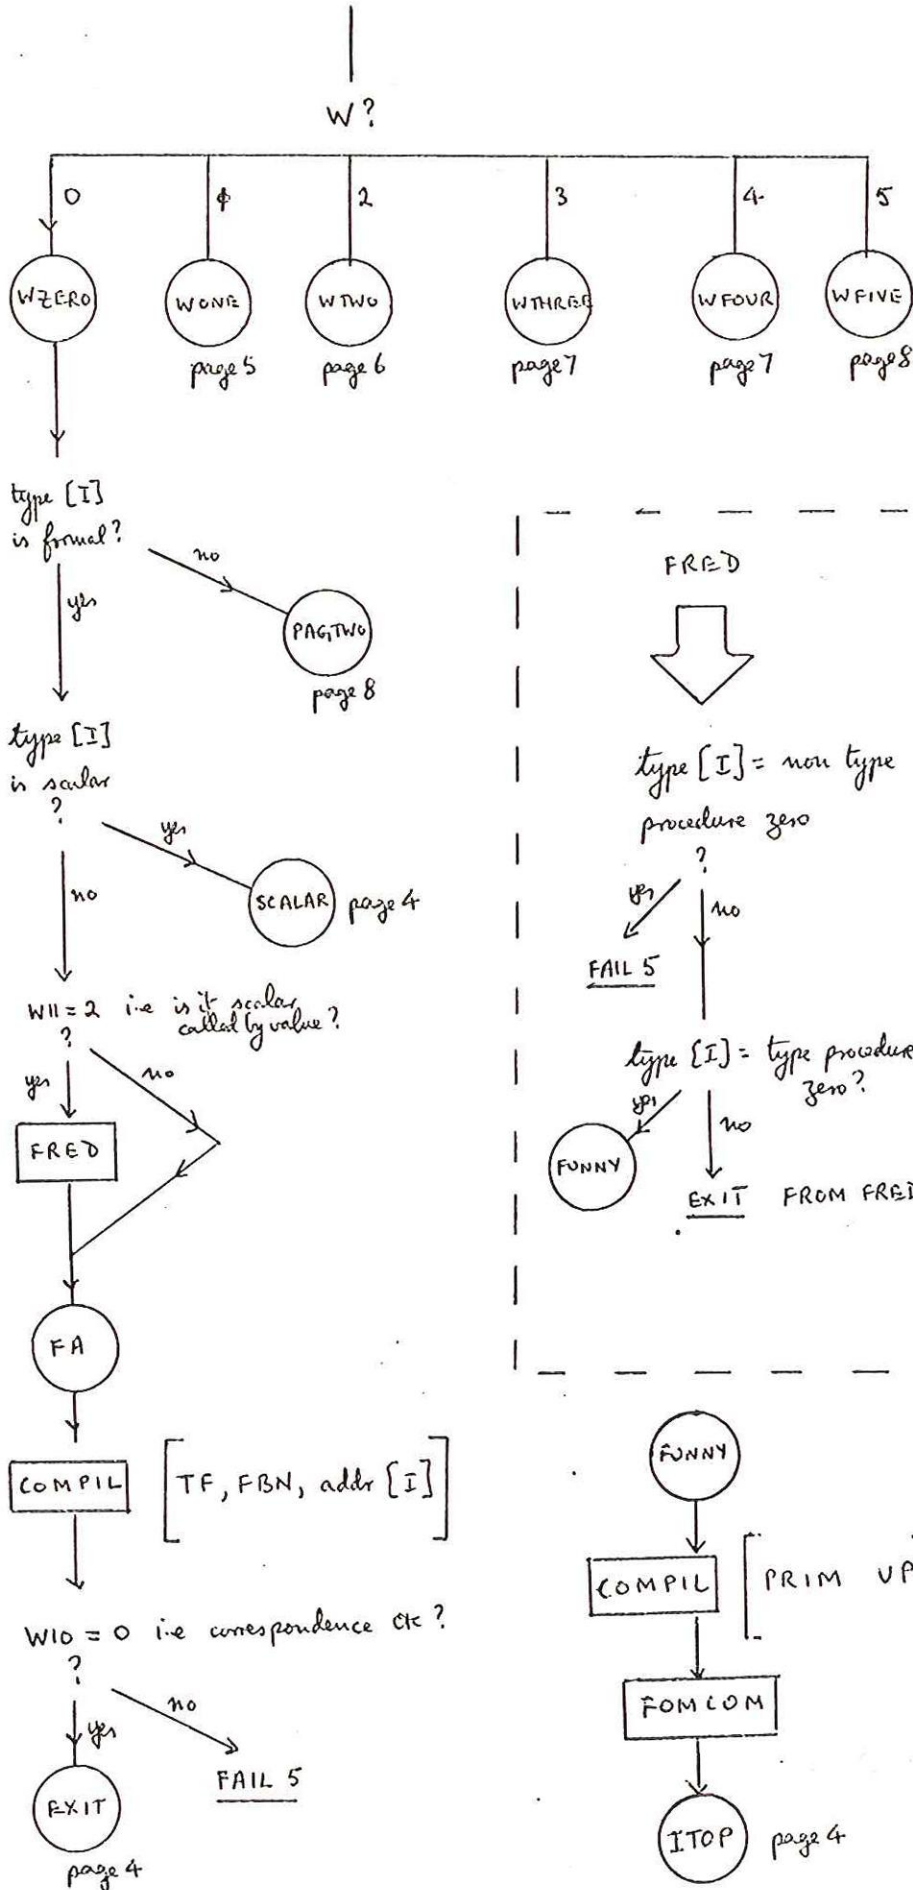 W?
0
1
2
3
4
5
WZERO
WONE
WTWO
WTHREE
WFOUR
WFIVE
page 5
page 6
page 7
page 7
page 8
type [I]
is formal?
no
yes
PAGTWO
page 8
type [I]
is scalar
?
yes
no
SCALAR
page 4
W11 = 2 i.e is it scalar
called by value?
?
yes
no
FRED
FA
COMPIL
[TF, FBN, addr [I]]
W10 = 0 i.e correspondence ck?
?
yes
no
EXIT
FAIL 5
page 4
FRED
type [I] = non type
procedure zero
?
yes
no
FAIL 5
type [I] = type procedure
zero?
yes
no
FUNNY
EXIT FROM FRED
FUNNY
COMPIL
[PRIM UP
FOMCOM
ITOP
page 4